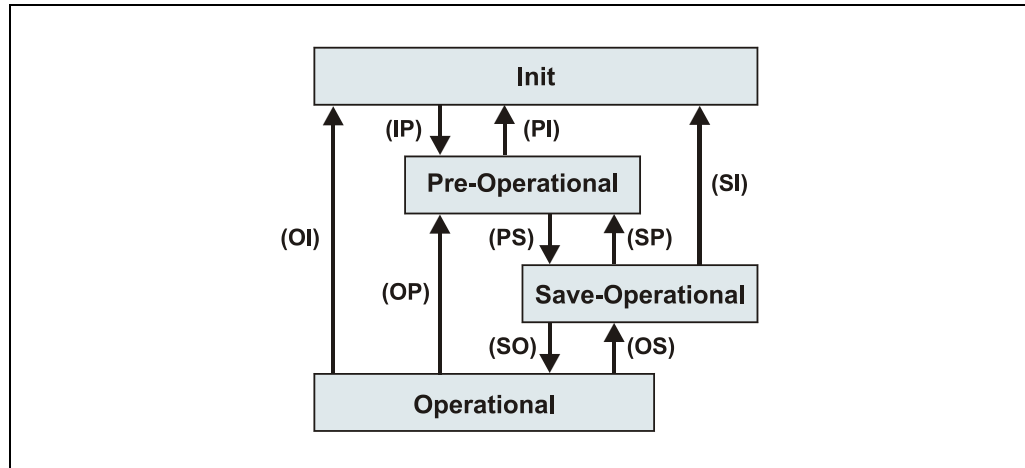 Init
(IP)
(PI)
Pre-Operational
(SI)
(OI)
(PS)
(SP)
(OP)
Save-Operational
(SO)
(OS)
Operational